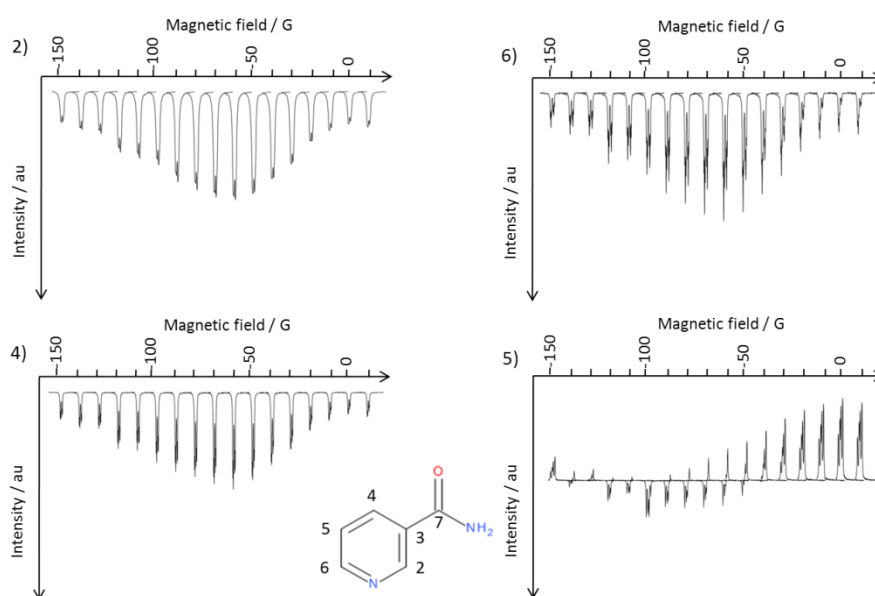 2)
Magnetic field / G
-150
-100
-50
0
Intensity / au
6)
Magnetic field / G
-150
-100
-50
0
Intensity / au
4)
Magnetic field / G
-150
-100
-50
0
Intensity / au
5)
Magnetic field / G
-150
-100
-50
0
Intensity / au
O
4
7
5
3
NH2
6
2
N